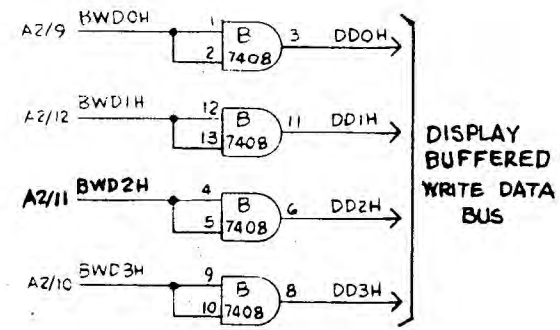 A2/9 BWD0H 1 2 B 7408 3 DD0H
A2/12 BWD1H 12 13 B 7408 11 DD1H
A2/11 BWD2H 4 5 B 7408 6 DD2H
A2/10 BWD3H 9 10 B 7408 8 DD3H
DISPLAY
BUFFERED
WRITE DATA
BUS